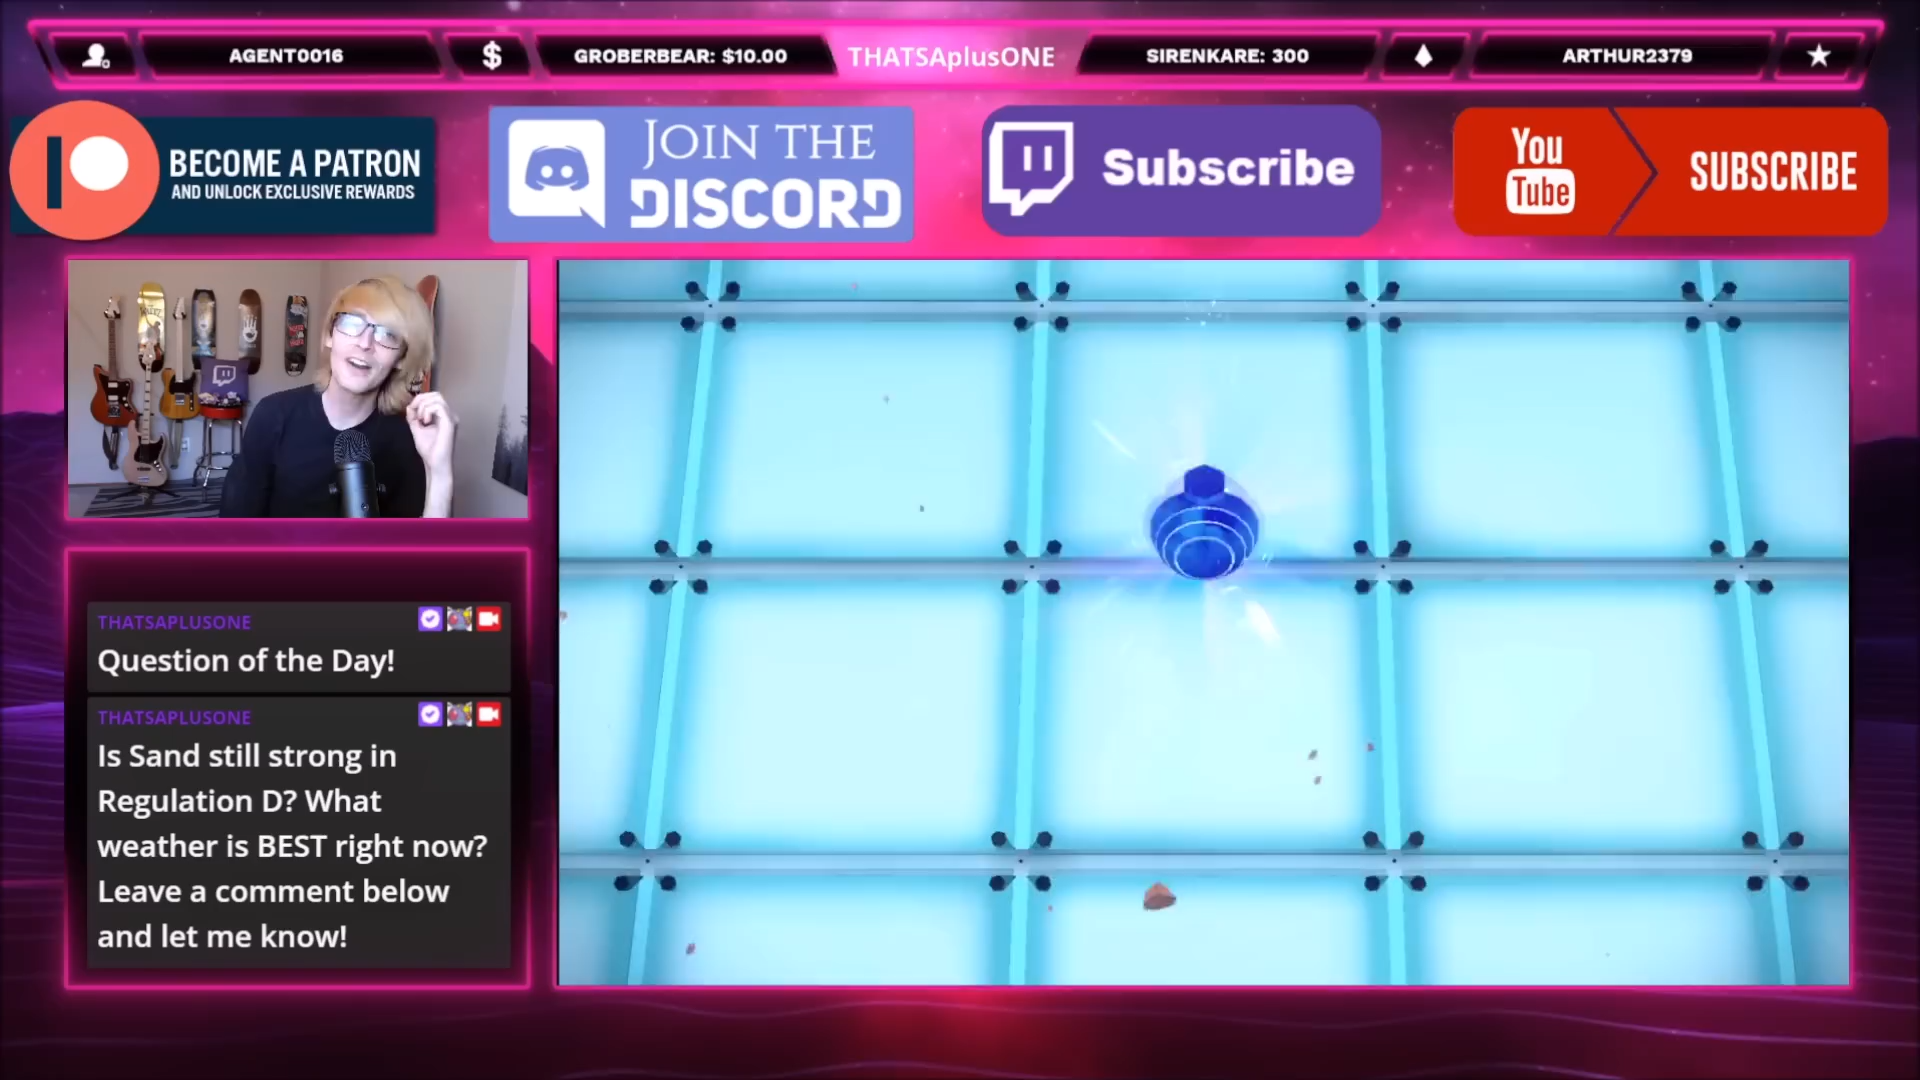 AGENT0016
$
GROBERBEAR: $10.00
THATSAplusONE
SIRENKARE: 300
ARTHUR2379
BECOME A PATRON
AND UNLOCK EXCLUSIVE REWARDS
JOIN THE
DISCORD
Subscribe
You
Tube
SUBSCRIBE
THATSAPLUSONE
Question of the Day!
THATSAPLUSONE
Is Sand still strong in
Regulation D? What
weather is BEST right now?
Leave a comment below
and let me know!